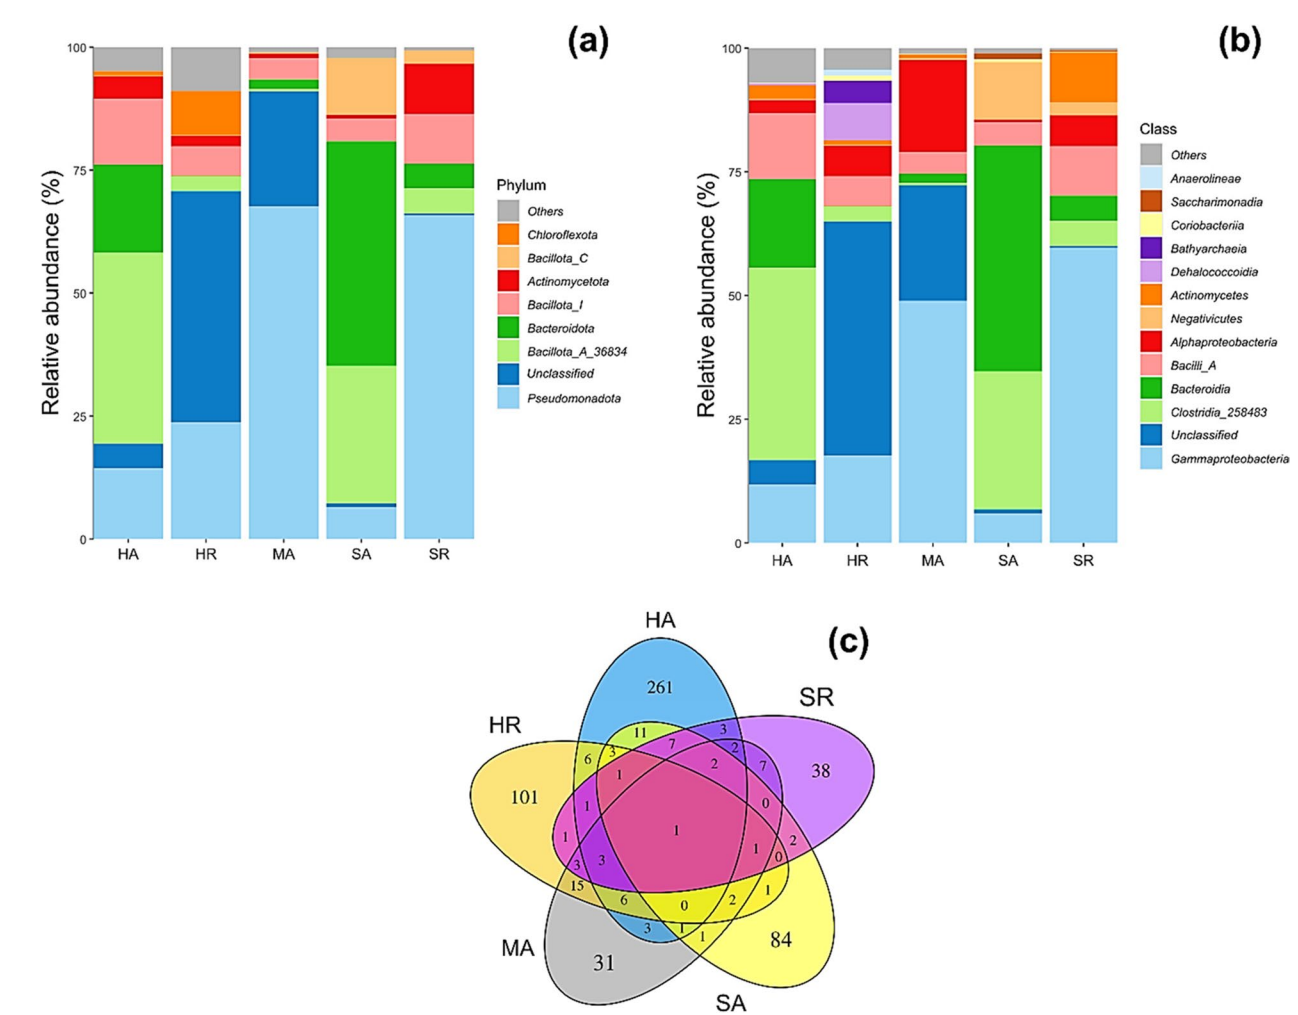 (a)
Relative abundance (%)
100
75
50
25
0
HA HR MA SA SR
Phylum
Others
Chloroflexota
Bacillota_C
Actinomycetota
Bacillota_I
Bacteroidota
Bacillota_A_36834
Unclassified
Pseudomonadota
(b)
Relative abundance (%)
100
75
50
25
0
HA HR MA SA SR
Class
Others
Anaerolineae
Saccharimonadia
Coriobacteriia
Bathyarchaeia
Dehalococcoidia
Actinomycetes
Negativicutes
Alphaproteobacteria
Bacilli_A
Bacteroidia
Clostridia_258483
Unclassified
Gammaproteobacteria
(c)
HA
SR
HR
MA
SA
261
11 7 3
6 3 2
1 2 7 38
101 1 0
1 1 1 2
3 3 0
15 6 0 2 1
3 1 1
31 84